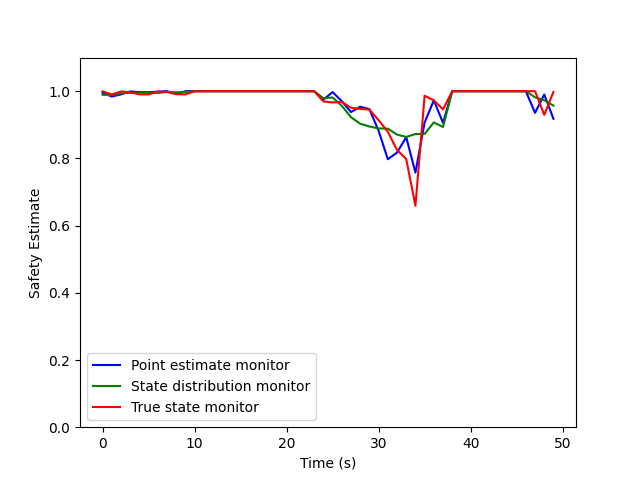 1.0
0.8
0.6
0.4
0.2
0.0
Safety Estimate
Point estimate monitor
State distribution monitor
True state monitor
0 10 20 30 40 50
Time (s)